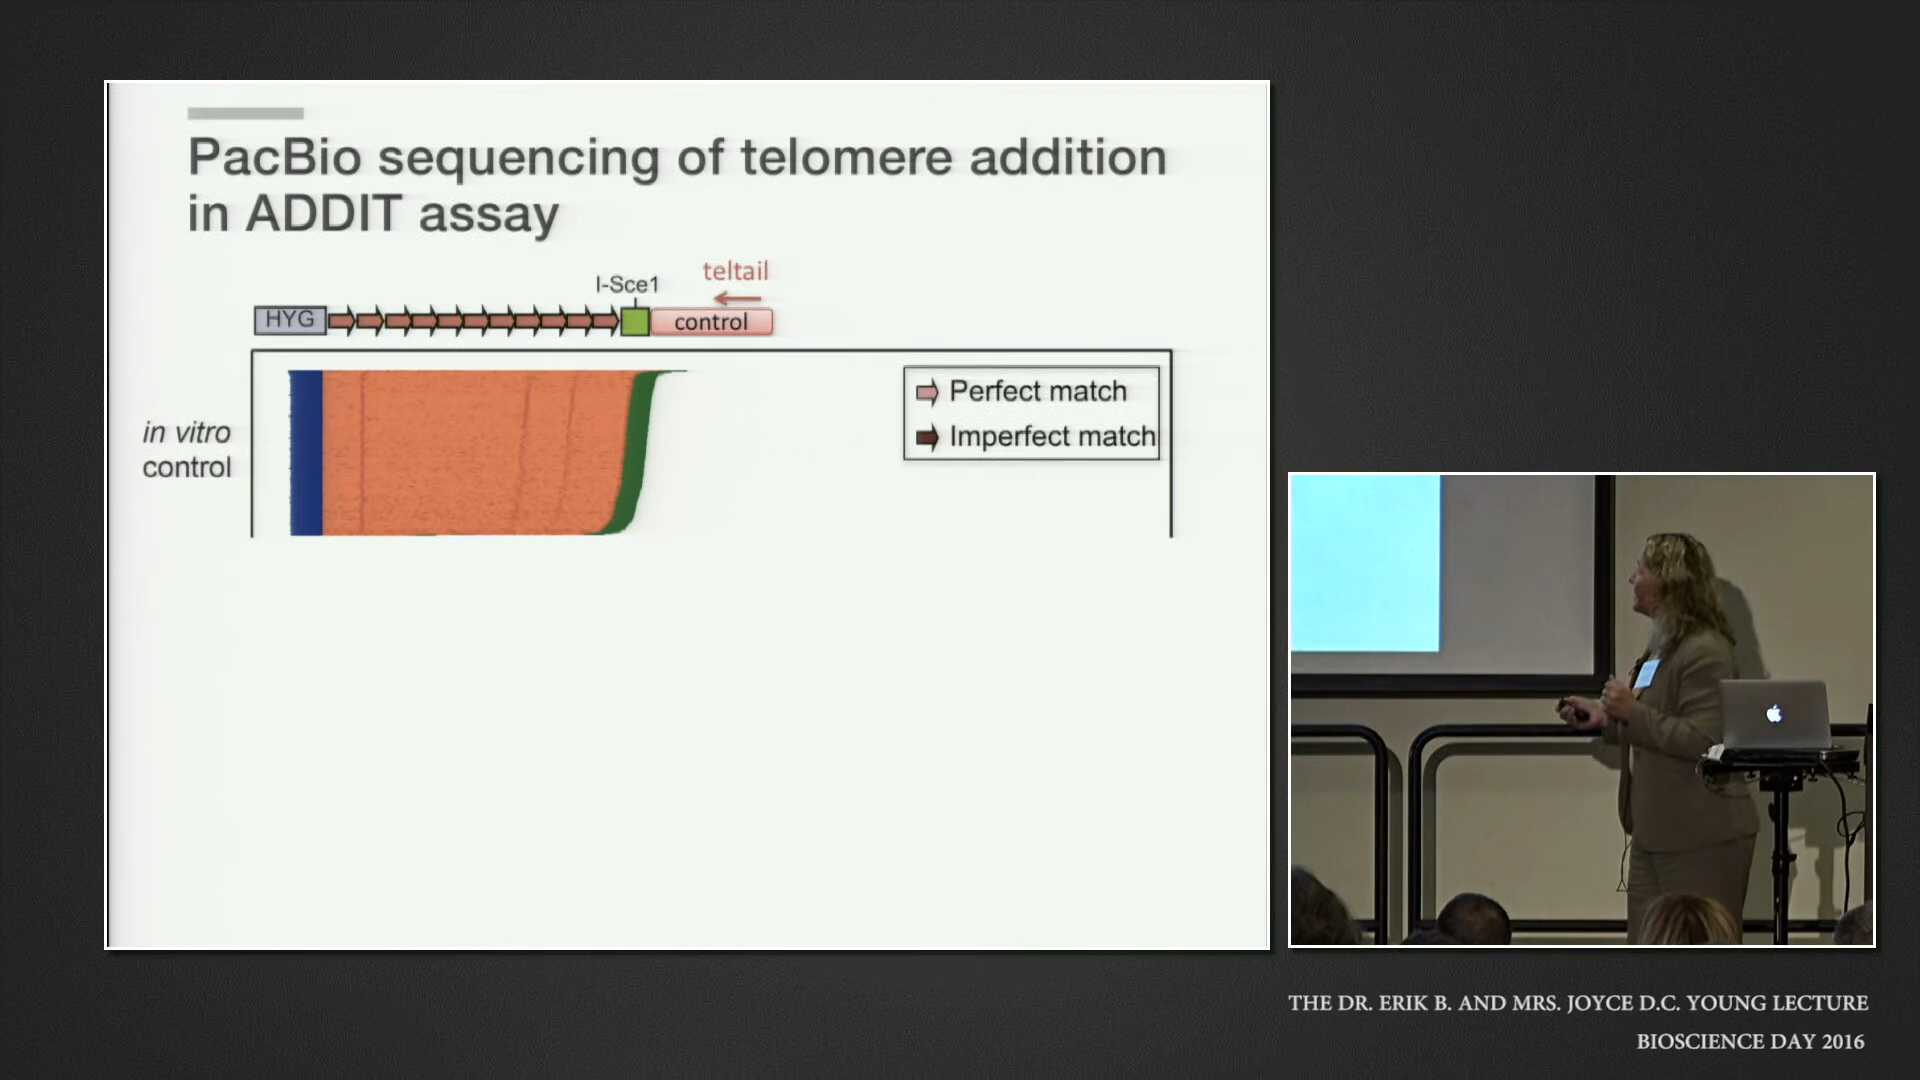 PacBio sequencing of telomere addition
in ADDIT assay
teltail
I-Sce1
HYG
control
in vitro
control
Perfect match
Imperfect match
THE DR. ERIK B. AND MRS. JOYCE D.C. YOUNG LECTURE
BIOSCIENCE DAY 2016